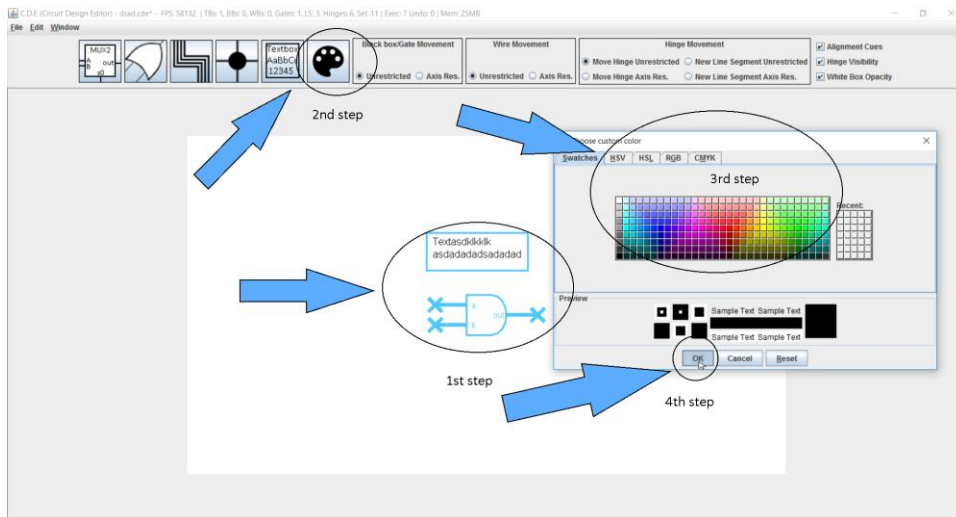 C.D.E (Circuit Design Editor) - dsad.cde* - FPS: 58132 | TBs: 1, BBs: 0, WBs: 0, Gates: 1, LS: 3, Hinges: 6, Sel: 11 | Exec: 7 Undo: 0 | Mem: 25MB
File Edit Window
MUX2
A
B
out
s0
Textbox
AaBbCc
12345
Black box/Gate Movement
Unrestricted
Axis Res.
Wire Movement
Unrestricted
Axis Res.
Hinge Movement
Move Hinge Unrestricted
New Line Segment Unrestricted
Move Hinge Axis Res.
New Line Segment Axis Res.
Alignment Cues
Hinge Visibility
White Box Opacity
2nd step
choose custom color
Swatches HSV HSL RGB CMYK
3rd step
Recent:
Textasdklkklk
asdadadadsadadad
a
b
out
1st step
Preview
Sample Text Sample Text
Sample Text Sample Text
OK Cancel Reset
4th step